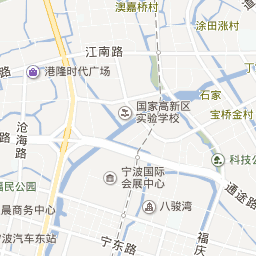 澳嘉桥村
涂田涨村
江南路
丁
港隆时代广场
石家
国家高新区
实验学校
宝桥金村
沧海路
路
科技公
宁波国际
会展中心
通途路
民公园
八骏湾
晨商务中心
宁东路
福庆
波汽车东站